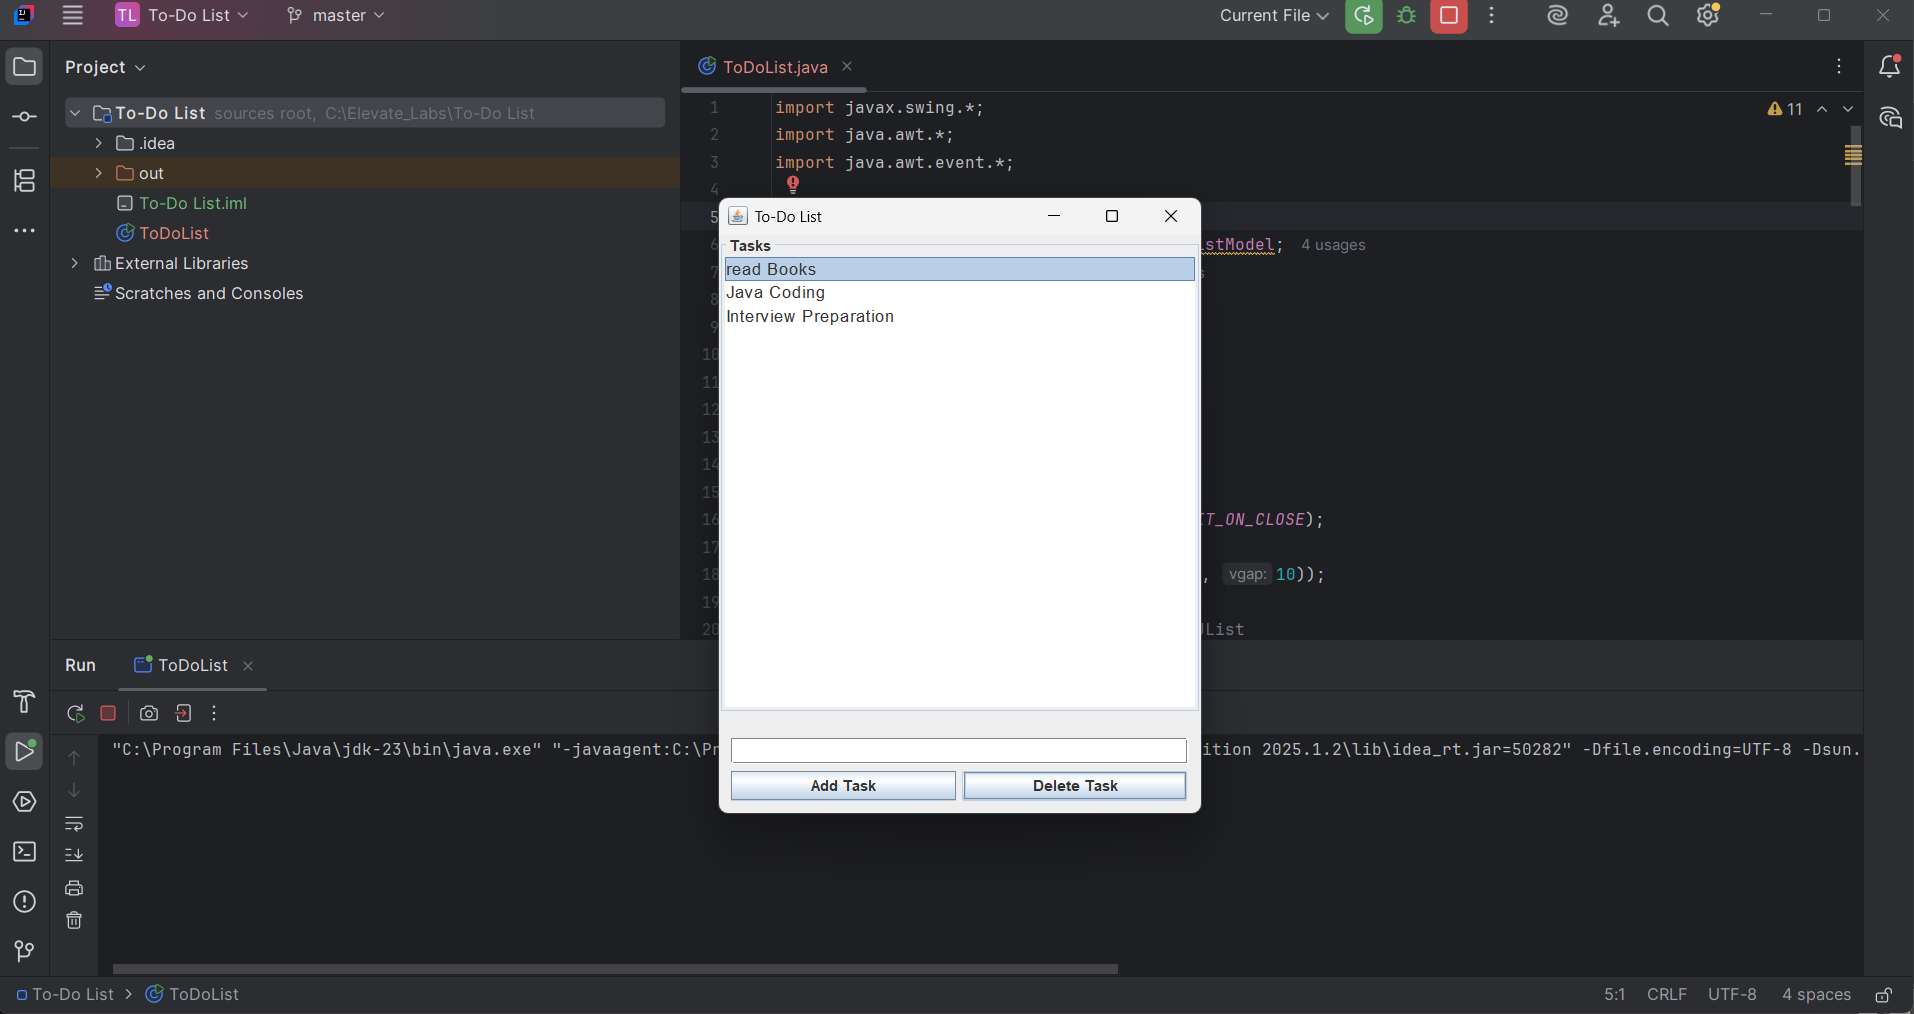 TL To-Do List master Current File
Project
To-Do List sources root, C:\Elevate_Labs\To-Do List
.idea
out
To-Do List.iml
ToDoList
External Libraries
Scratches and Consoles
ToDoList.java
1 import javax.swing.*;
2 import java.awt.*;
3 import java.awt.event.*;
4
5
6 stModel; 4 usages
7
8
9
10
11
12
13
14
15
16 T_ON_CLOSE);
17
18 , vgap: 10));
19
20 List
11
To-Do List
Tasks
read Books
Java Coding
Interview Preparation
Add Task Delete Task
Run ToDoList
"C:\Program Files\Java\jdk-23\bin\java.exe" "-javaagent:C:\Pr
ition 2025.1.2\lib\idea_rt.jar=50282" -Dfile.encoding=UTF-8 -Dsun.
To-Do List > ToDoList 5:1 CRLF UTF-8 4 spaces